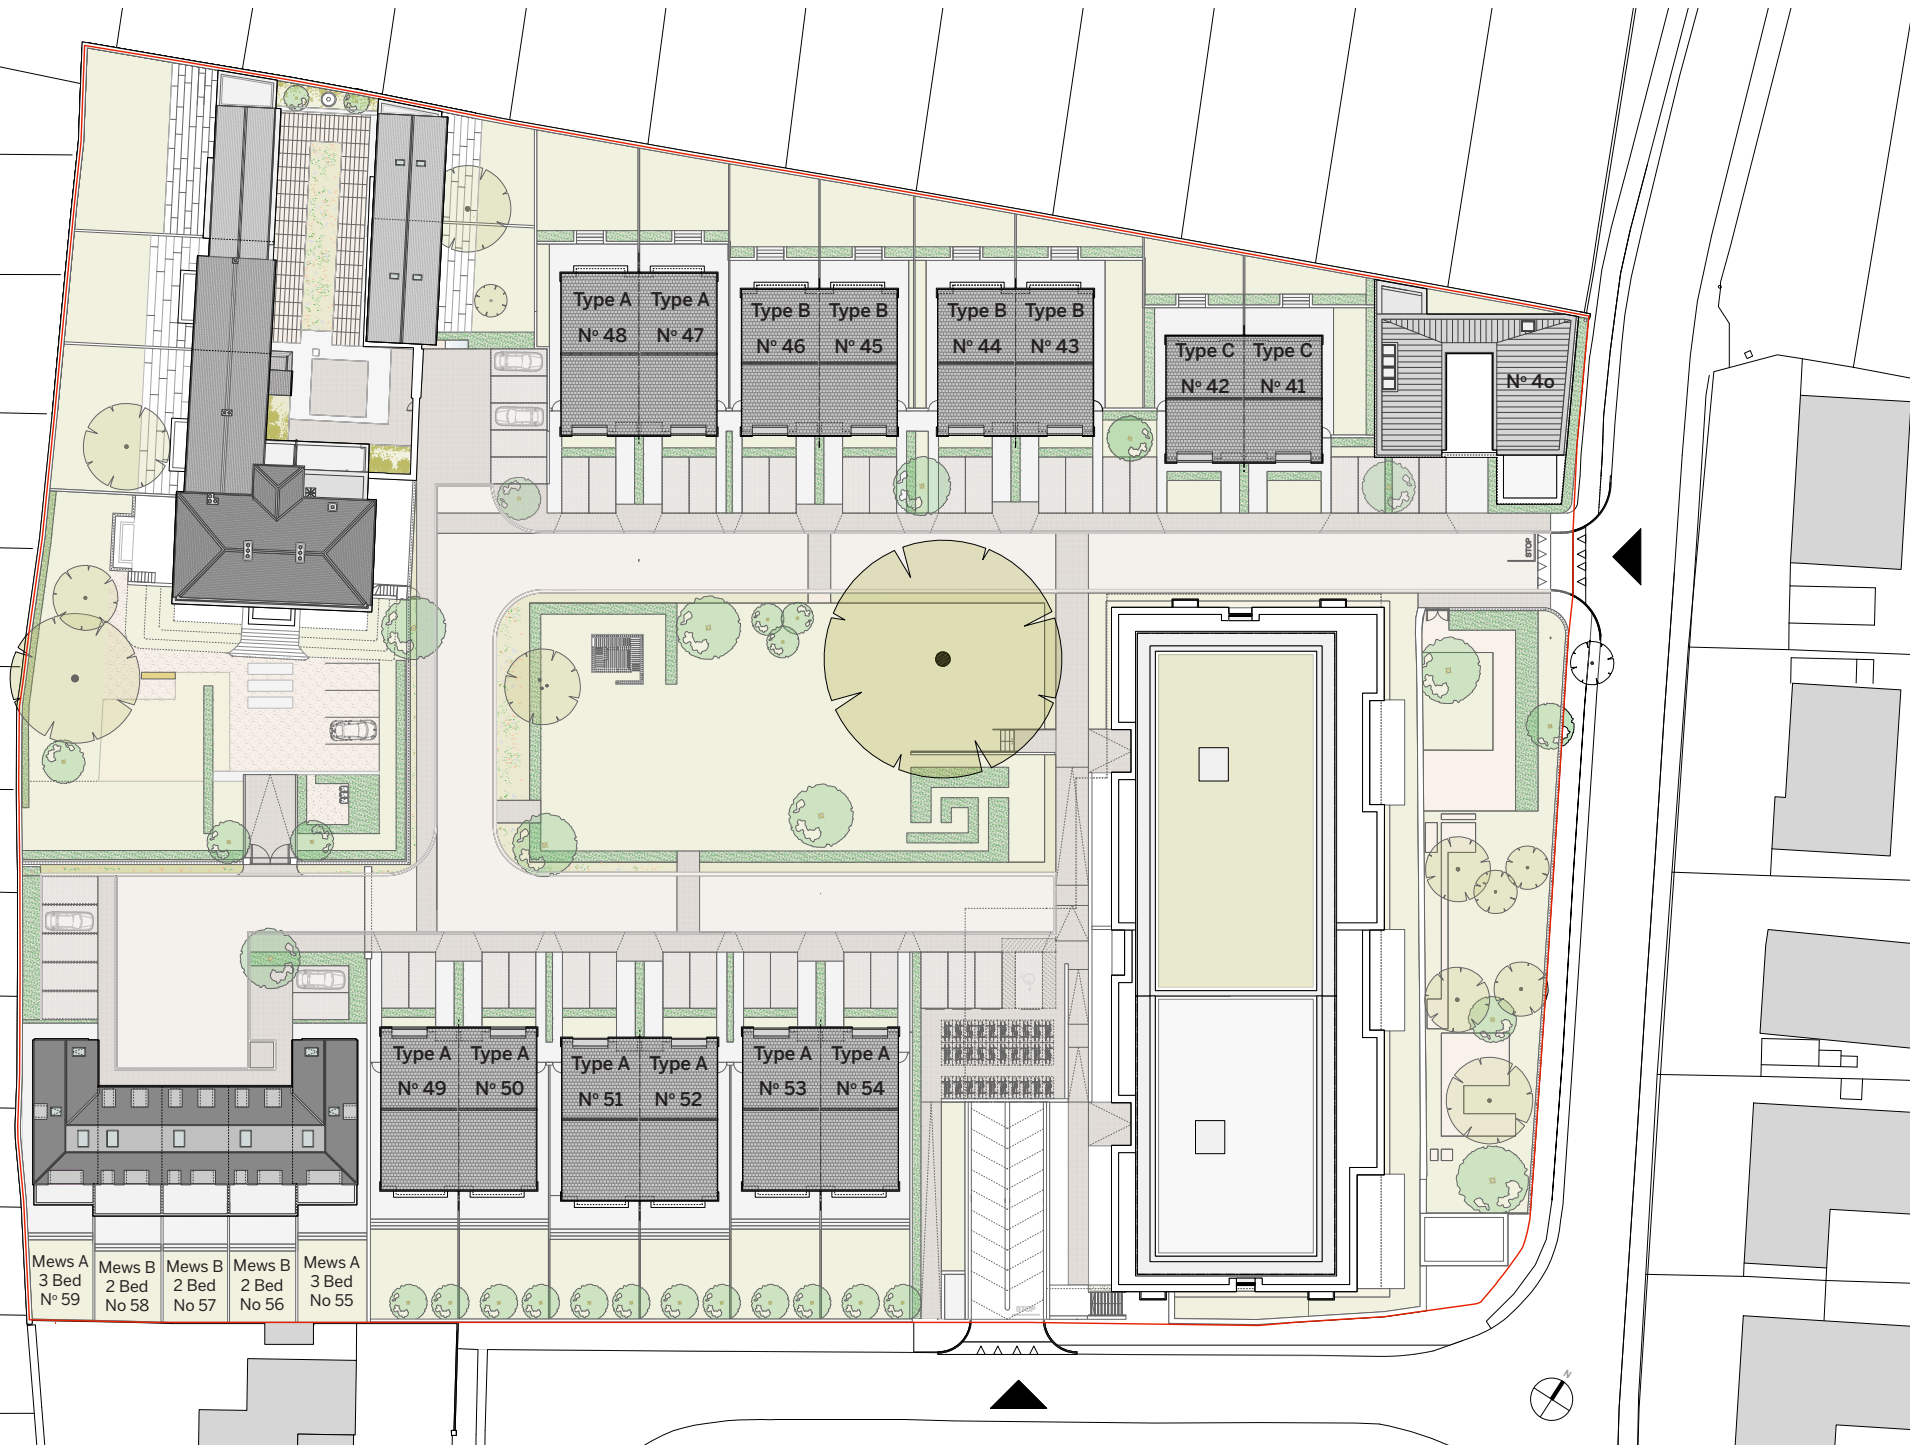 Type A Type A
Nº 48 Nº 47
Type B Type B
Nº 46 Nº 45
Type B Type B
Nº 44 Nº 43
Type C Type C
Nº 42 Nº 41
Nº 4o
STOP
Type A Type A
Nº 49 Nº 50
Type A Type A
Nº 51 Nº 52
Type A Type A
Nº 53 Nº 54
Mews A
3 Bed
Nº 59
Mews B
2 Bed
No 58
Mews B
2 Bed
No 57
Mews B
2 Bed
No 56
Mews A
3 Bed
No 55
STOP
N